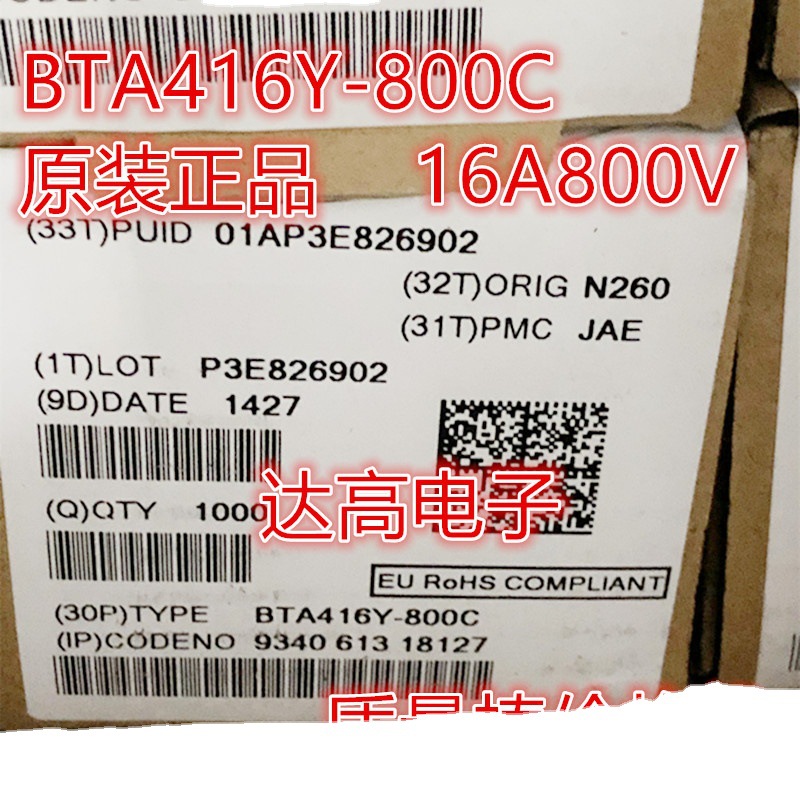 BTA416Y-800C
原装正品 16A800V
(33T)PUID 01AP3E826902
(32T)ORIG N260
(31T)PMC JAE
(1T)LOT P3E826902
(9D)DATE 1427
(Q)QTY 1000
达高电子
EU RoHS COMPLIANT
(30P)TYPE BTA416Y-800C
(IP)CODENO 9340 613 18127